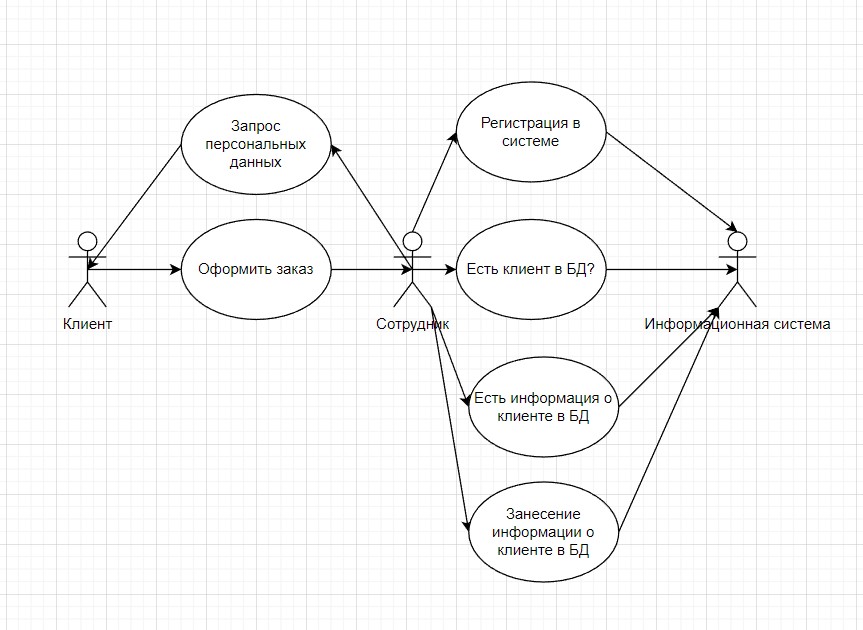 Запрос
персональных
данных
Регистрация в
системе
Оформить заказ
Есть клиент в БД?
Клиент
Сотрудник
Информационная система
Есть информация о
клиенте в БД
Занесение
информации о
клиенте в БД